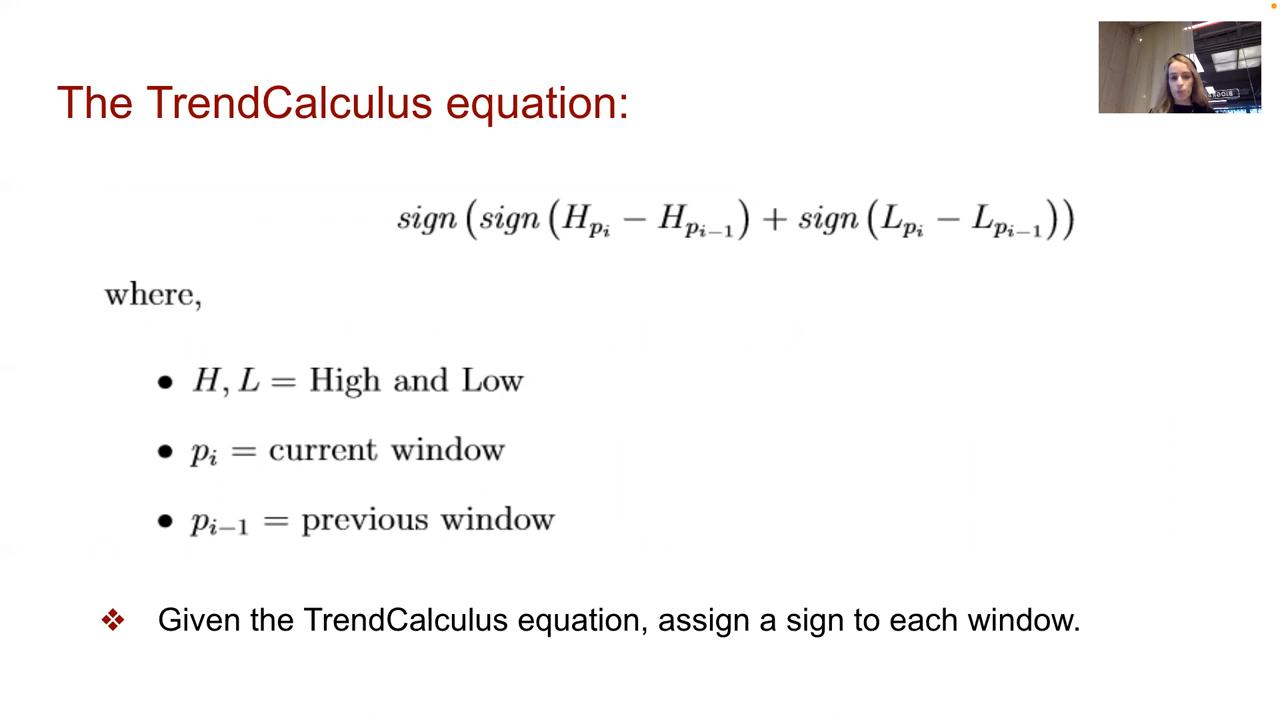 The TrendCalculus equation:
sign (sign (H_{p_i} − H_{p_{i−1}}) + sign (L_{p_i} − L_{p_{i−1}}))
where,
• H, L = High and Low
• p_i = current window
• p_{i−1} = previous window
❖ Given the TrendCalculus equation, assign a sign to each window.